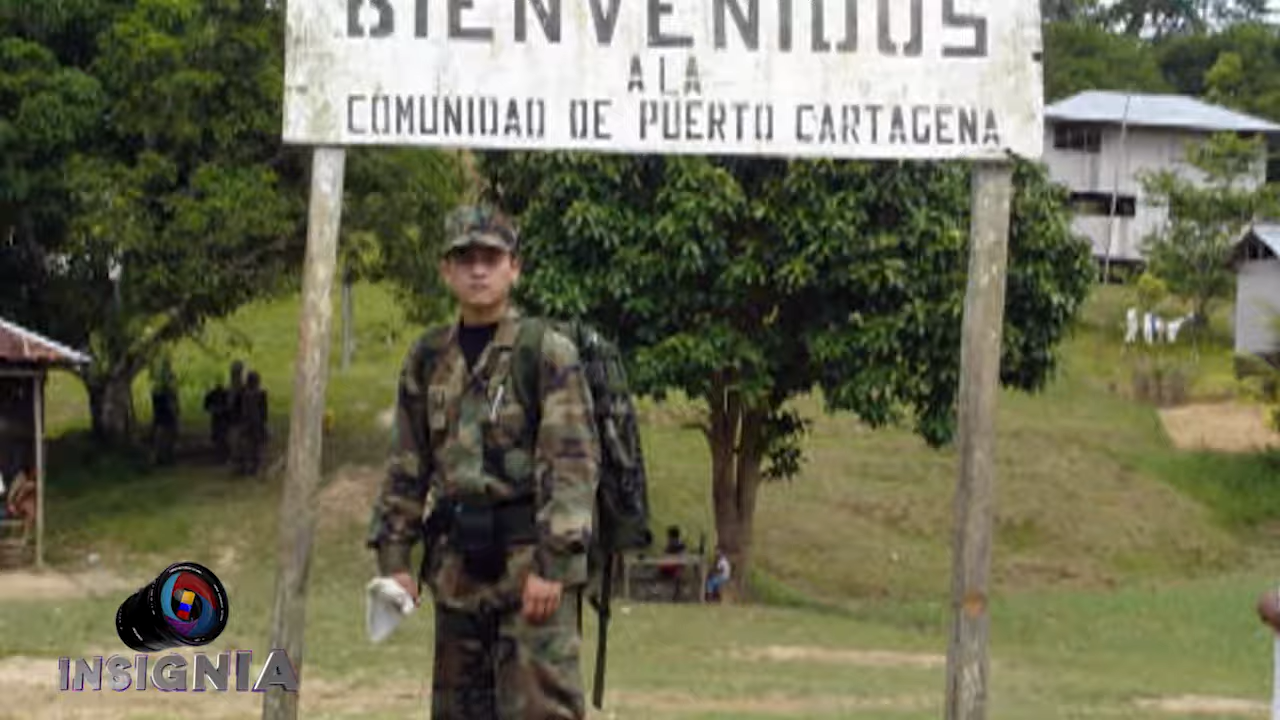 BIENVENIDOS
A LA
COMUNIDAD DE PUERTO CARTAGENA
INSIGNIA